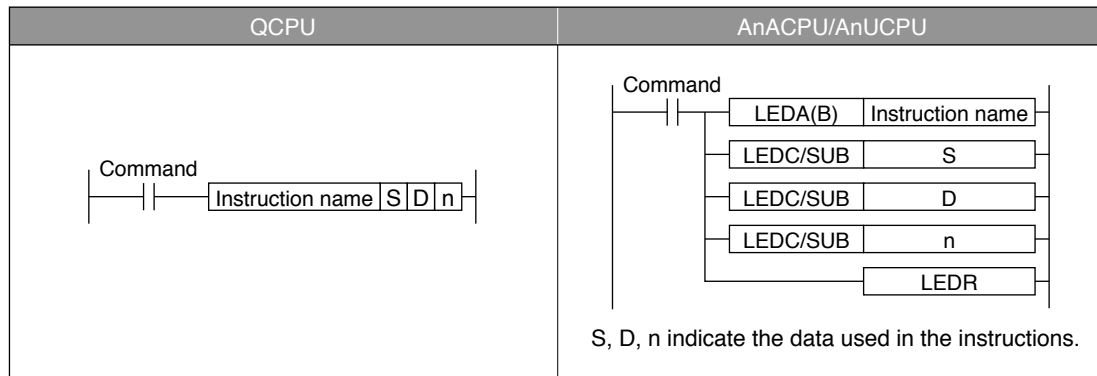 QCPU
AnACPU/AnUCPU
Command
Instruction name S D n
Command
LEDA(B) Instruction name
LEDC/SUB S
LEDC/SUB D
LEDC/SUB n
LEDR
S, D, n indicate the data used in the instructions.